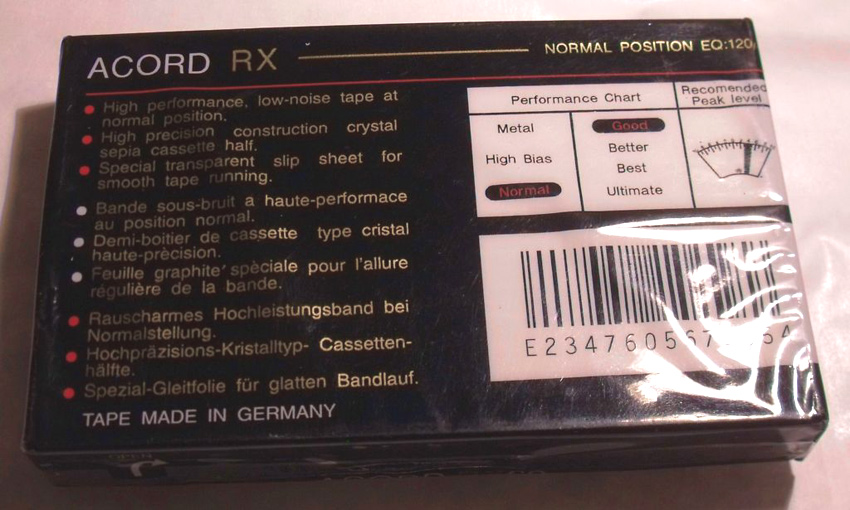 ACORD RX
NORMAL POSITION EQ:120
High performance, low-noise tape at
normal position.
High precision construction crystal
sepia cassette half.
Special transparent slip sheet for
smooth tape running.
Bande sous-bruit a haute-performace
au position normal.
Demi-boitier de cassette type cristal
haute-prècision.
Feuille graphite spèciale pour l'allure
régulière de la bande.
Rauscharmes Hochleistungsband bei
Normalstellung.
Hochpräzisions-Kristalltyp- Cassetten-
hälfte.
Spezial-Gleitfolie für glatten Bandlauf.
TAPE MADE IN GERMANY
Performance Chart
Metal
High Bias
Normal
Good
Better
Best
Ultimate
Recomended
Peak level